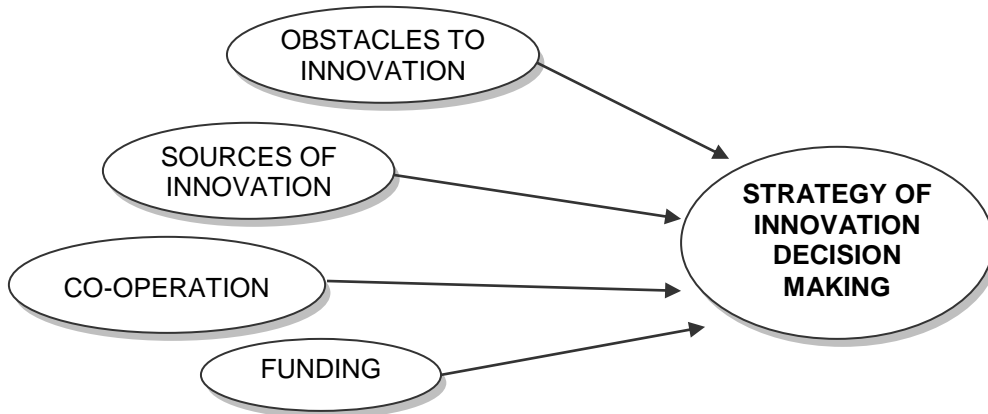 OBSTACLES TO
INNOVATION
SOURCES OF
INNOVATION
CO-OPERATION
FUNDING
STRATEGY OF
INNOVATION
DECISION
MAKING